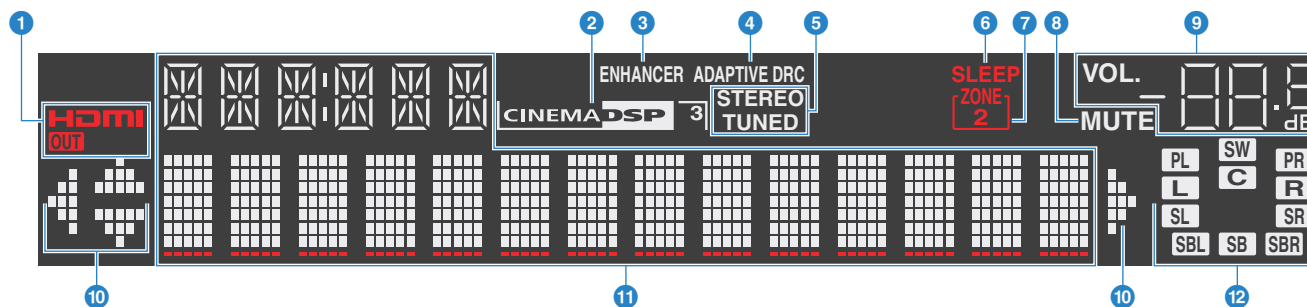 1 2 3 4 5 6 7 8 9
HDMI
OUT
ENHANCER ADAPTIVE DRC
CINEMA DSP 3
STEREO
TUNED
SLEEP
ZONE
2
VOL.
MUTE
dB
PL SW PR
L C R
SL SR
SBL SB SBR
10 11 10 12